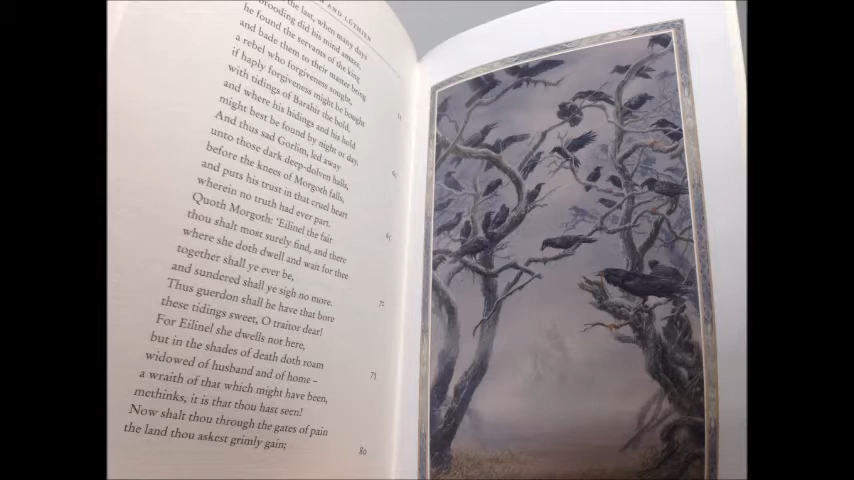 AND LÚTHIEN
the last, when many days
brooding did his mind amaze,
he found the servants of the king
and bade them to their master bring
a rebel who forgiveness sought,
if haply forgiveness might be bought
with tidings of Barahir the bold,
and where his hidings and his hold
might best be found by night or day.
And thus sad Gorlim, led away
unto those dark deep-dolven halls,
before the knees of Morgoth falls,
and puts his trust in that cruel heart
wherein no truth had ever part.
Quoth Morgoth: 'Eilinel the fair
thou shalt most surely find, and there
where she doth dwell and wait for thee
together shall ye ever be,
and sundered shall ye sigh no more.
Thus guerdon shall he have that bore
these tidings sweet, O traitor dear!
For Eilinel she dwells not here,
but in the shades of death doth roam
widowed of husband and of home –
a wraith of that which might have been,
methinks, it is that thou hast seen!
Now shalt thou through the gates of pain
the land thou askest grimly gain;
65
70
75
80